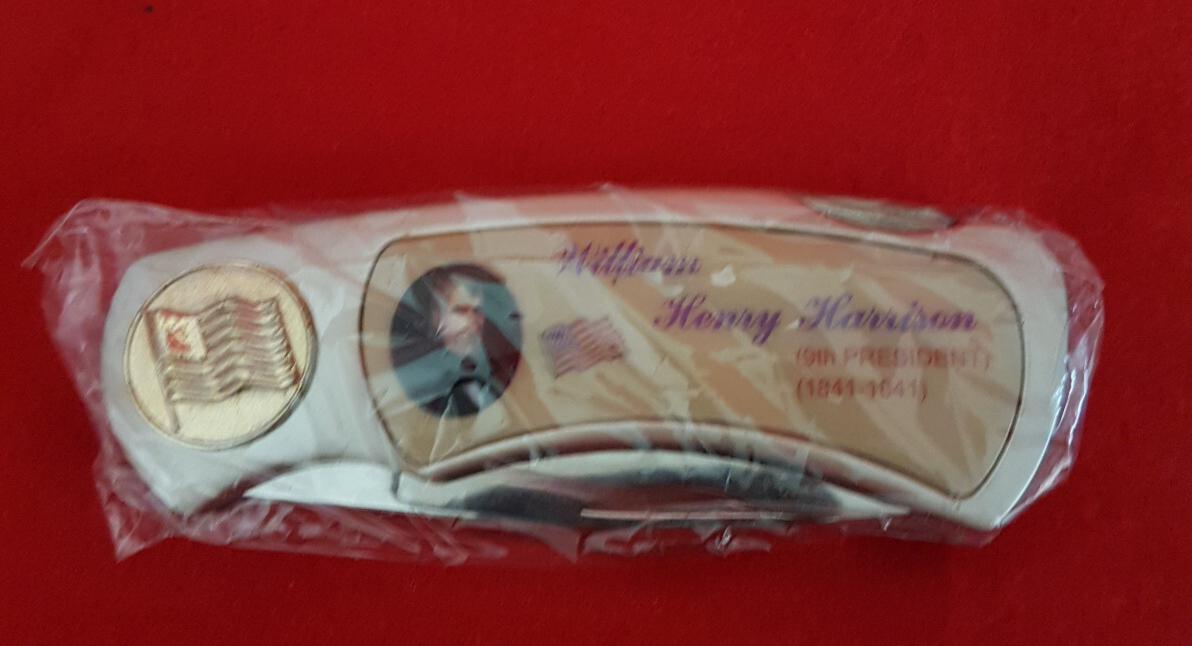 William
Henry Harrison
(9th PRESIDENT)
(1841-1841)